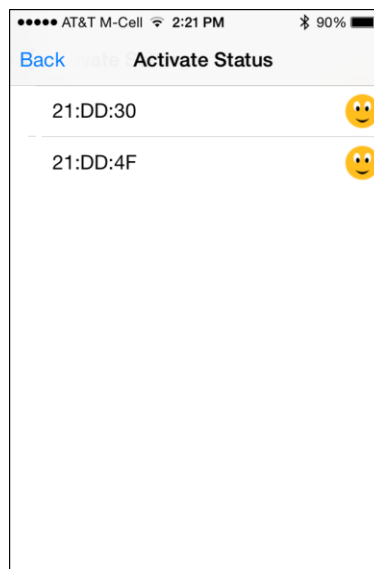 ●●●●● AT&T M-Cell 2:21 PM 90%
Back Activate Status
21:DD:30
21:DD:4F